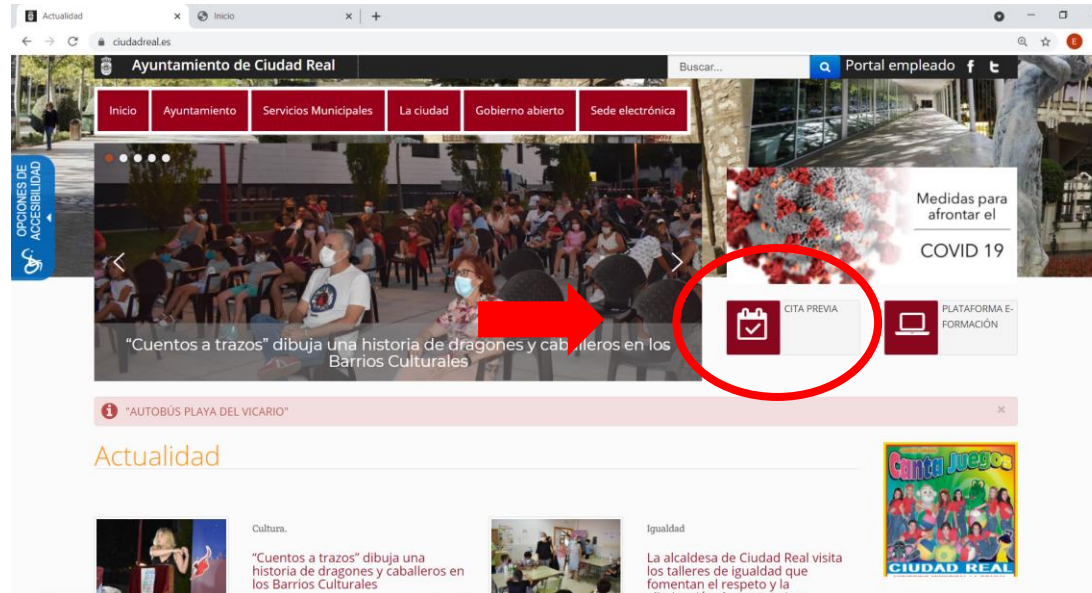 Actualidad
Inicio
ciudadreal.es
E
Ayuntamiento de Ciudad Real
Buscar...
Portal empleado
Inicio
Ayuntamiento
Servicios Municipales
La ciudad
Gobierno abierto
Sede electrónica
OPCIONES DE
ACCESIBILIDAD
Medidas para
afrontar el
COVID 19
CITA PREVIA
PLATAFORMA E-
FORMACIÓN
“Cuentos a trazos” dibuja una historia de dragones y caballeros en los
Barrios Culturales
"AUTOBÚS PLAYA DEL VICARIO"
Actualidad
Canta Juegos
CIUDAD REAL
Cultura.
“Cuentos a trazos” dibuja una
historia de dragones y caballeros en
los Barrios Culturales
Igualdad
La alcaldesa de Ciudad Real visita
los talleres de igualdad que
fomentan el respeto y la